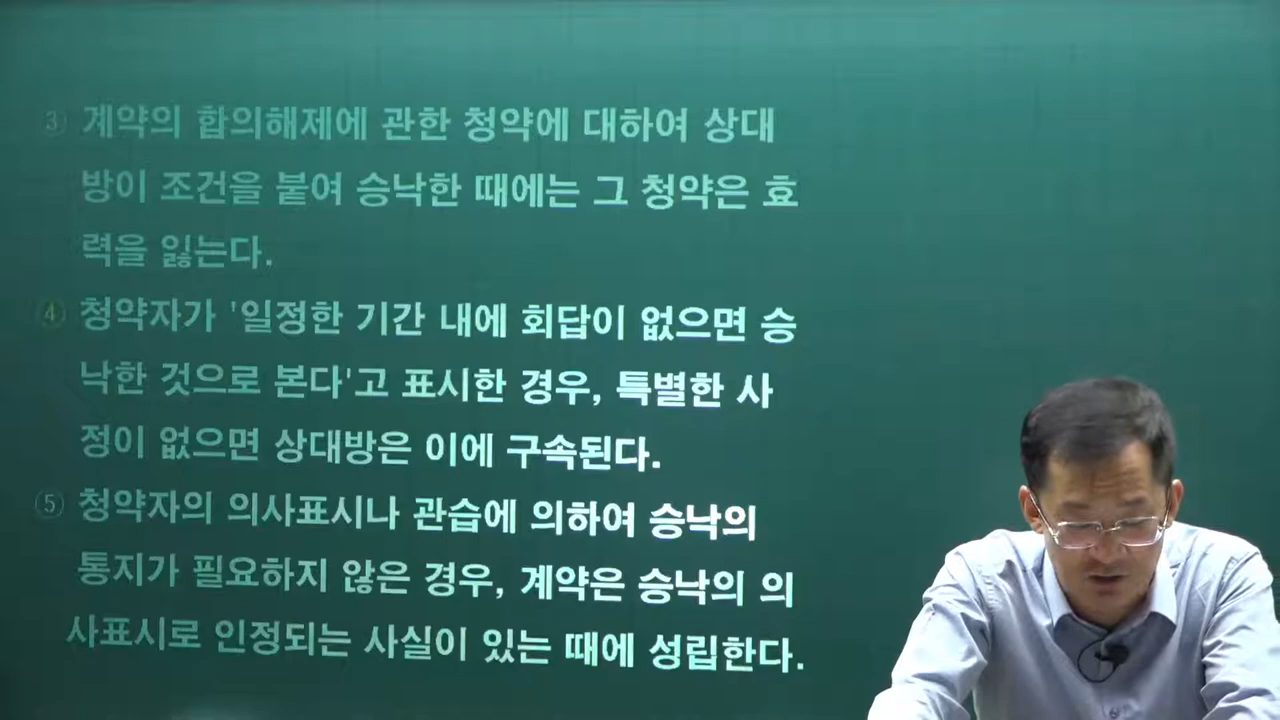 ③ 계약의 합의해제에 관한 청약에 대하여 상대
방이 조건을 붙여 승낙한 때에는 그 청약은 효
력을 잃는다.
④ 청약자가 '일정한 기간 내에 회답이 없으면 승
낙한 것으로 본다'고 표시한 경우, 특별한 사
정이 없으면 상대방은 이에 구속된다.
⑤ 청약자의 의사표시나 관습에 의하여 승낙의
통지가 필요하지 않은 경우, 계약은 승낙의 의
사표시로 인정되는 사실이 있는 때에 성립한다.